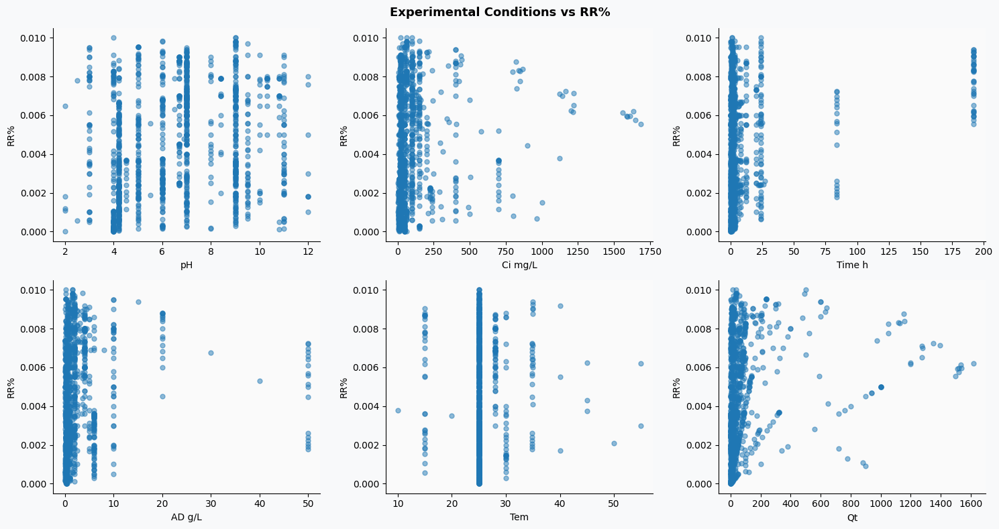 Experimental Conditions vs RR%
RR%
0.010
0.008
0.006
0.004
0.002
0.000
2 4 6 8 10 12
pH
RR%
0.010
0.008
0.006
0.004
0.002
0.000
0 250 500 750 1000 1250 1500 1750
Ci mg/L
RR%
0.010
0.008
0.006
0.004
0.002
0.000
0 25 50 75 100 125 150 175 200
Time h
RR%
0.010
0.008
0.006
0.004
0.002
0.000
0 10 20 30 40 50
AD g/L
RR%
0.010
0.008
0.006
0.004
0.002
0.000
10 20 30 40 50
Tem
RR%
0.010
0.008
0.006
0.004
0.002
0.000
0 200 400 600 800 1000 1200 1400 1600
Qt